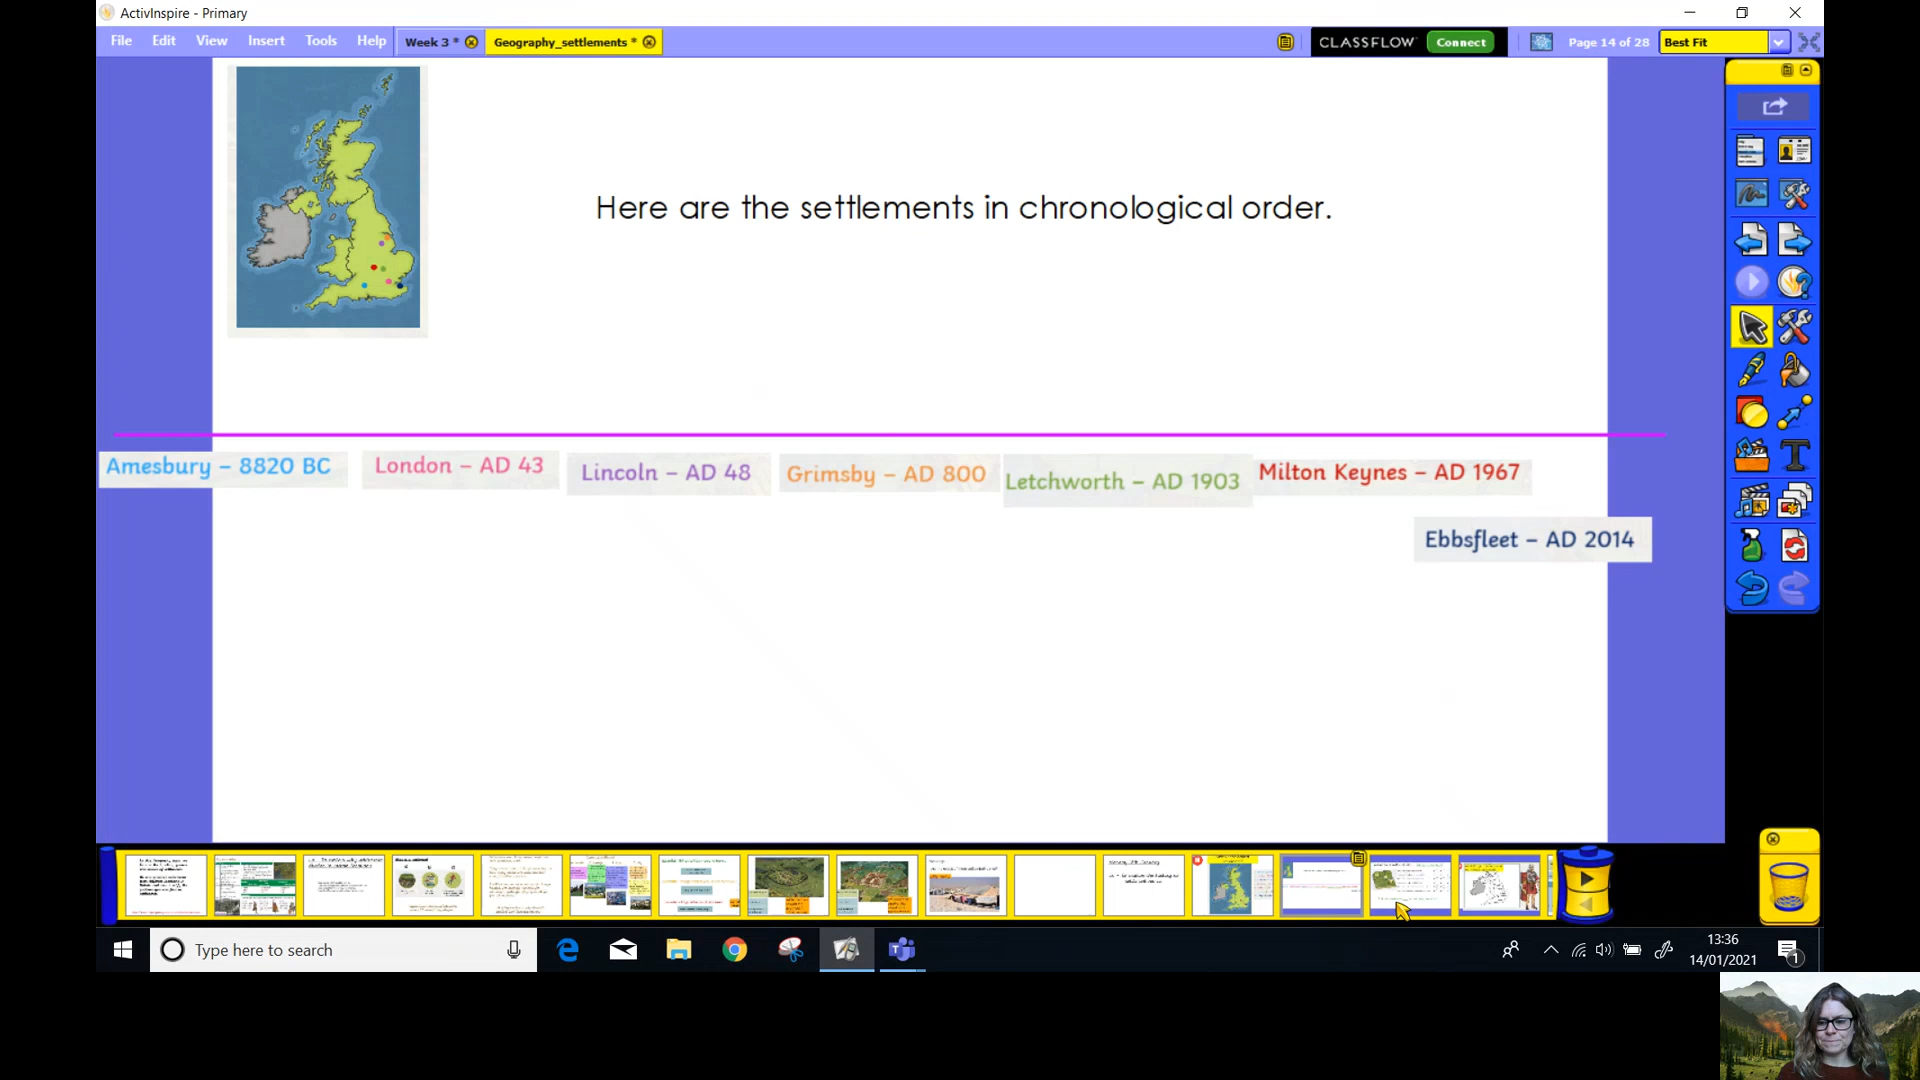 ActivInspire - Primary
File Edit View Insert Tools Help Week 3 * Geography_settlements * CLASSFLOW Connect Page 14 of 28 Best Fit
Here are the settlements in chronological order.
Amesbury – 8820 BC
London – AD 43
Lincoln – AD 48
Grimsby – AD 800
Letchworth – AD 1903
Milton Keynes – AD 1967
Ebbsfleet – AD 2014
Type here to search
13:36
14/01/2021
1